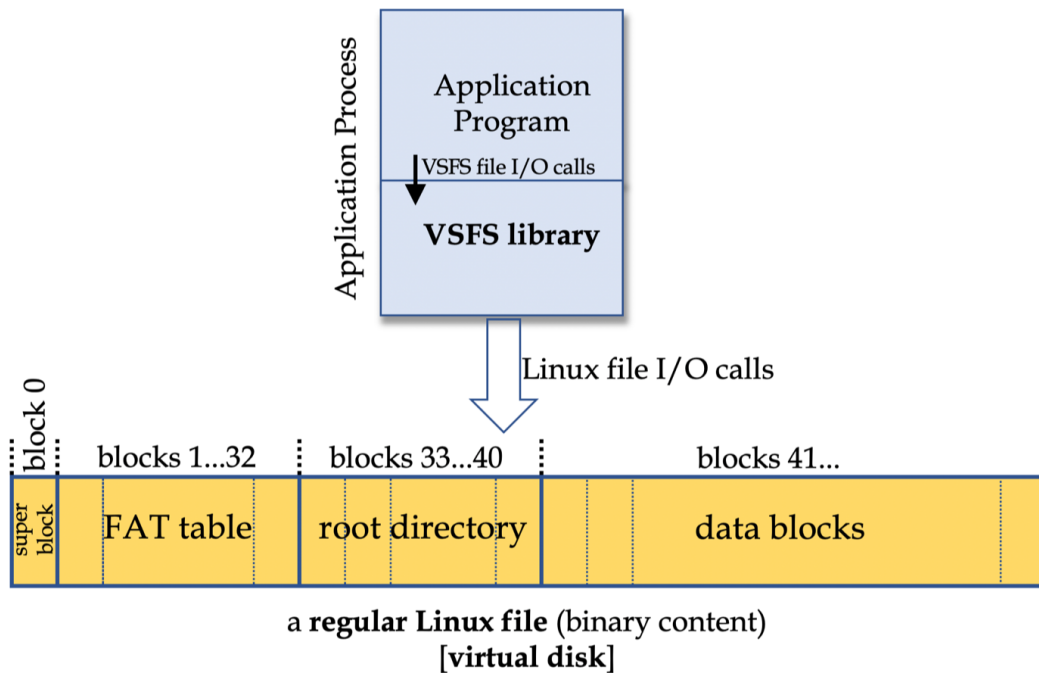 Application Process
Application
Program
VSFS file I/O calls
VSFS library
Linux file I/O calls
block 0
blocks 1...32
blocks 33...40
blocks 41...
super
block
FAT table
root directory
data blocks
a regular Linux file (binary content)
[virtual disk]